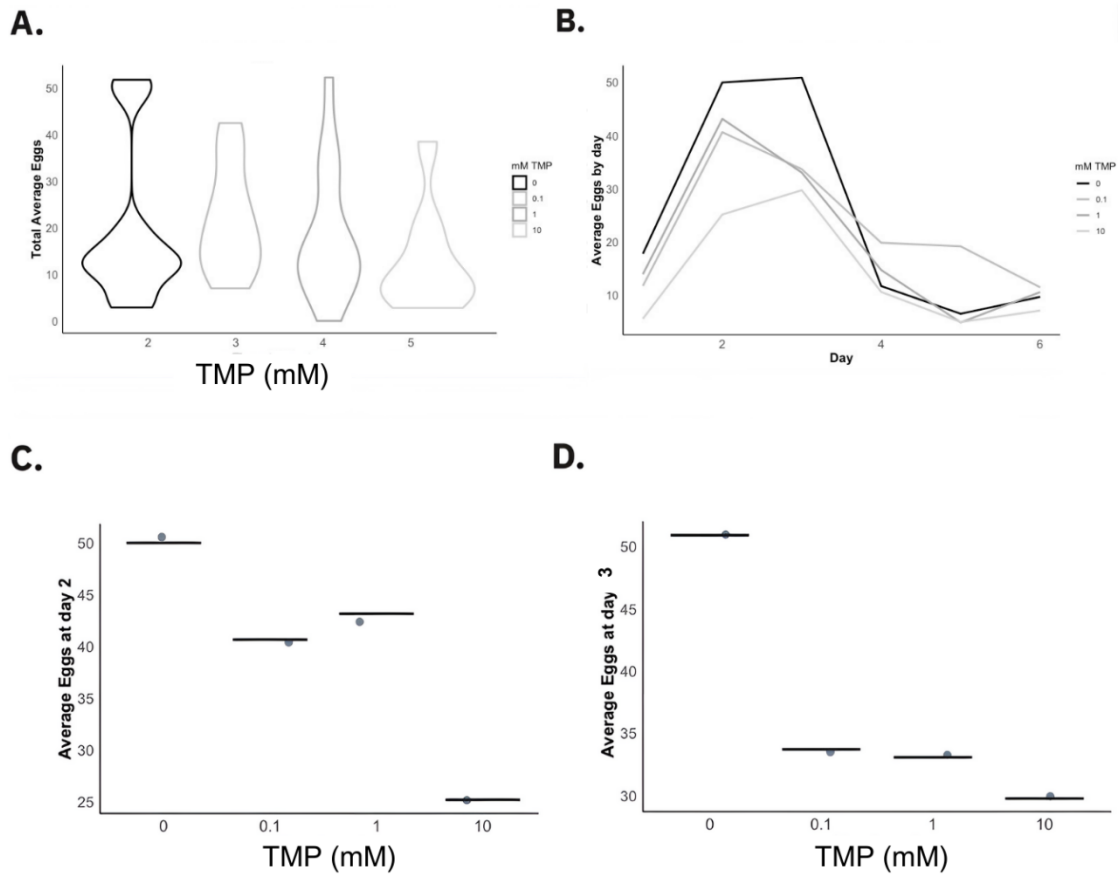 A.
Total Average Eggs
50
40
30
20
10
0
2 3 4 5
TMP (mM)
mM TMP
0
0.1
1
10
B.
Average Eggs by day
50
40
30
20
10
2 4 6
Day
mM TMP
0
0.1
1
10
C.
Average Eggs at day 2
50
45
40
35
30
25
0 0.1 1 10
TMP (mM)
D.
Average Eggs at day 3
50
45
40
35
30
0 0.1 1 10
TMP (mM)